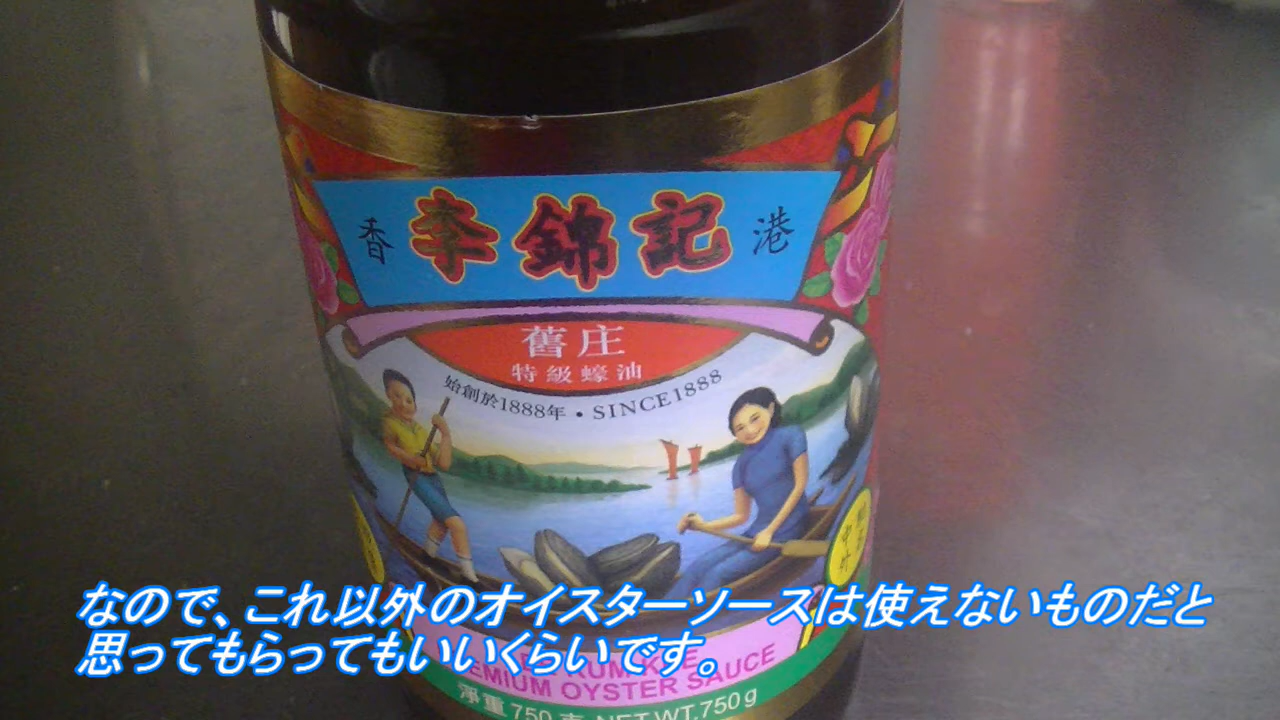 香 李錦記 港
舊庄
特級蠔油
始創於1888年・SINCE1888
なので、これ以外のオイスターソースは使えないものだと
思ってもらってもいいくらいです。
KUM KEE
PREMIUM OYSTER SAUCE
淨重750克 NET WT.750g